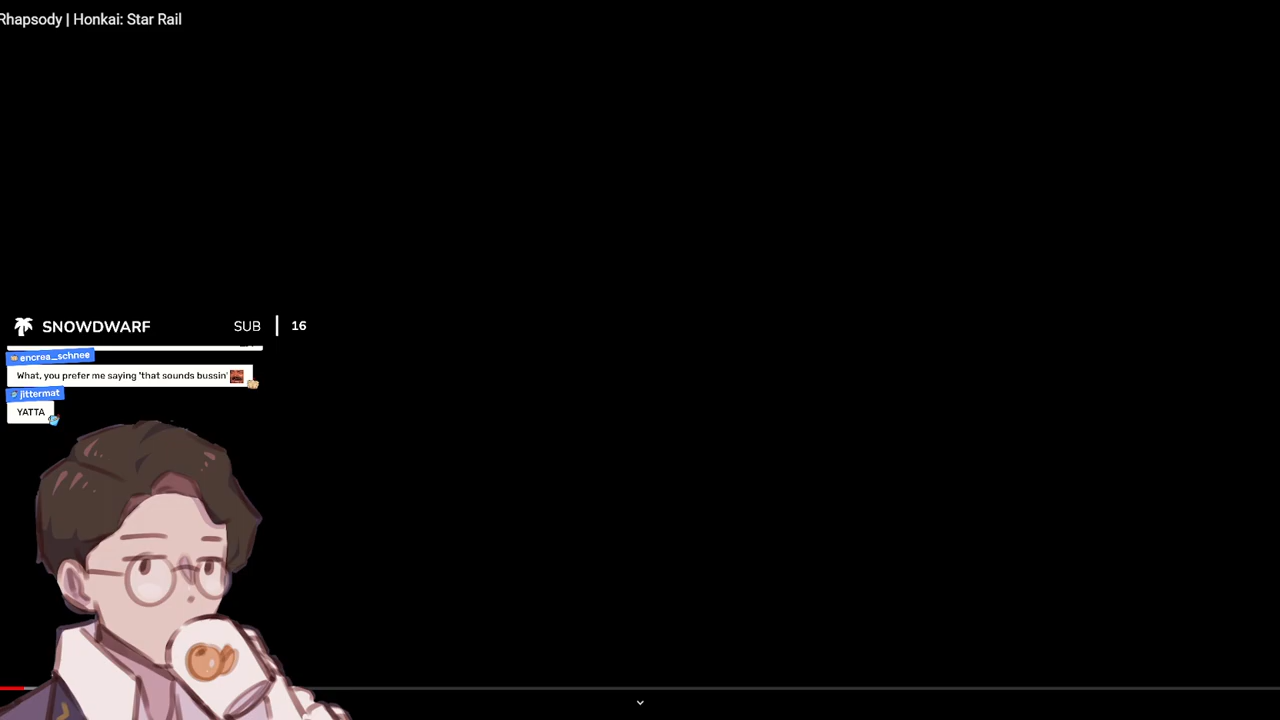 Rhapsody | Honkai: Star Rail
SNOWDWARF SUB | 16
encrea_schnee
What, you prefer me saying 'that sounds bussin'
jittermat
YATTA